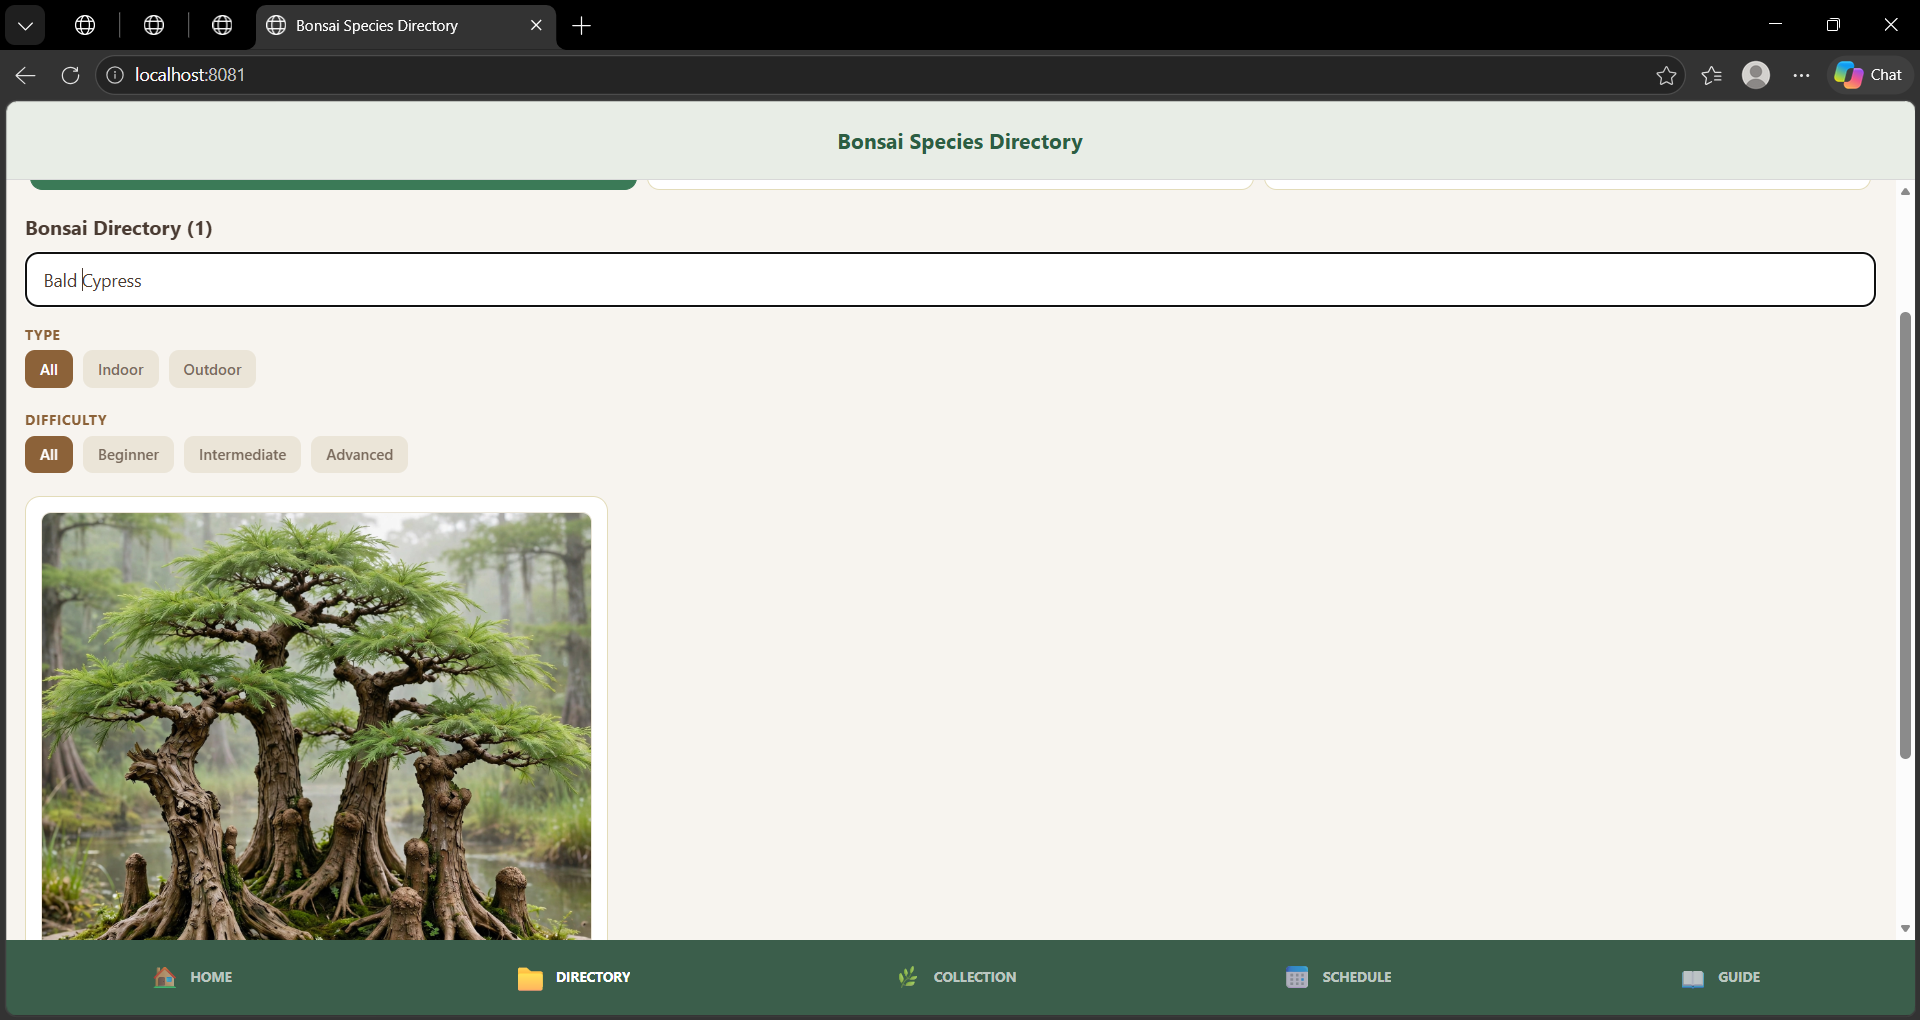 Bonsai Species Directory
localhost:8081
Chat
Bonsai Species Directory
Bonsai Directory (1)
Bald Cypress
TYPE
All Indoor Outdoor
DIFFICULTY
All Beginner Intermediate Advanced
HOME DIRECTORY COLLECTION SCHEDULE GUIDE